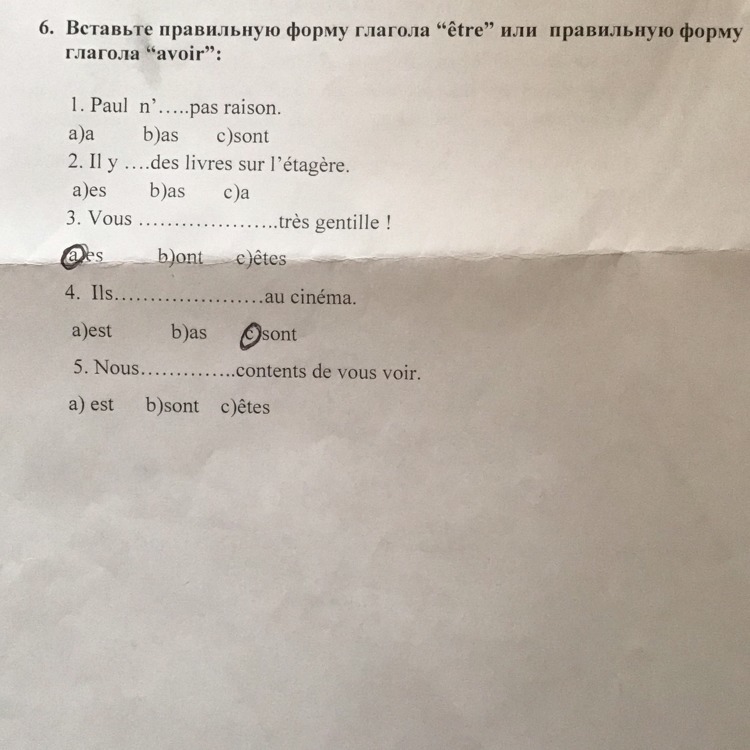 6. Вставьте правильную форму глагола “être” или правильную форму
глагола “avoir”:
1. Paul n’.....pas raison.
a)a b)as c)sont
2. Il y ....des livres sur l’étagère.
a)es b)as c)a
3. Vous ....................très gentille !
a)es b)ont c)êtes
4. Ils......................au cinéma.
a)est b)as c)sont
5. Nous..............contents de vous voir.
a) est b)sont c)êtes